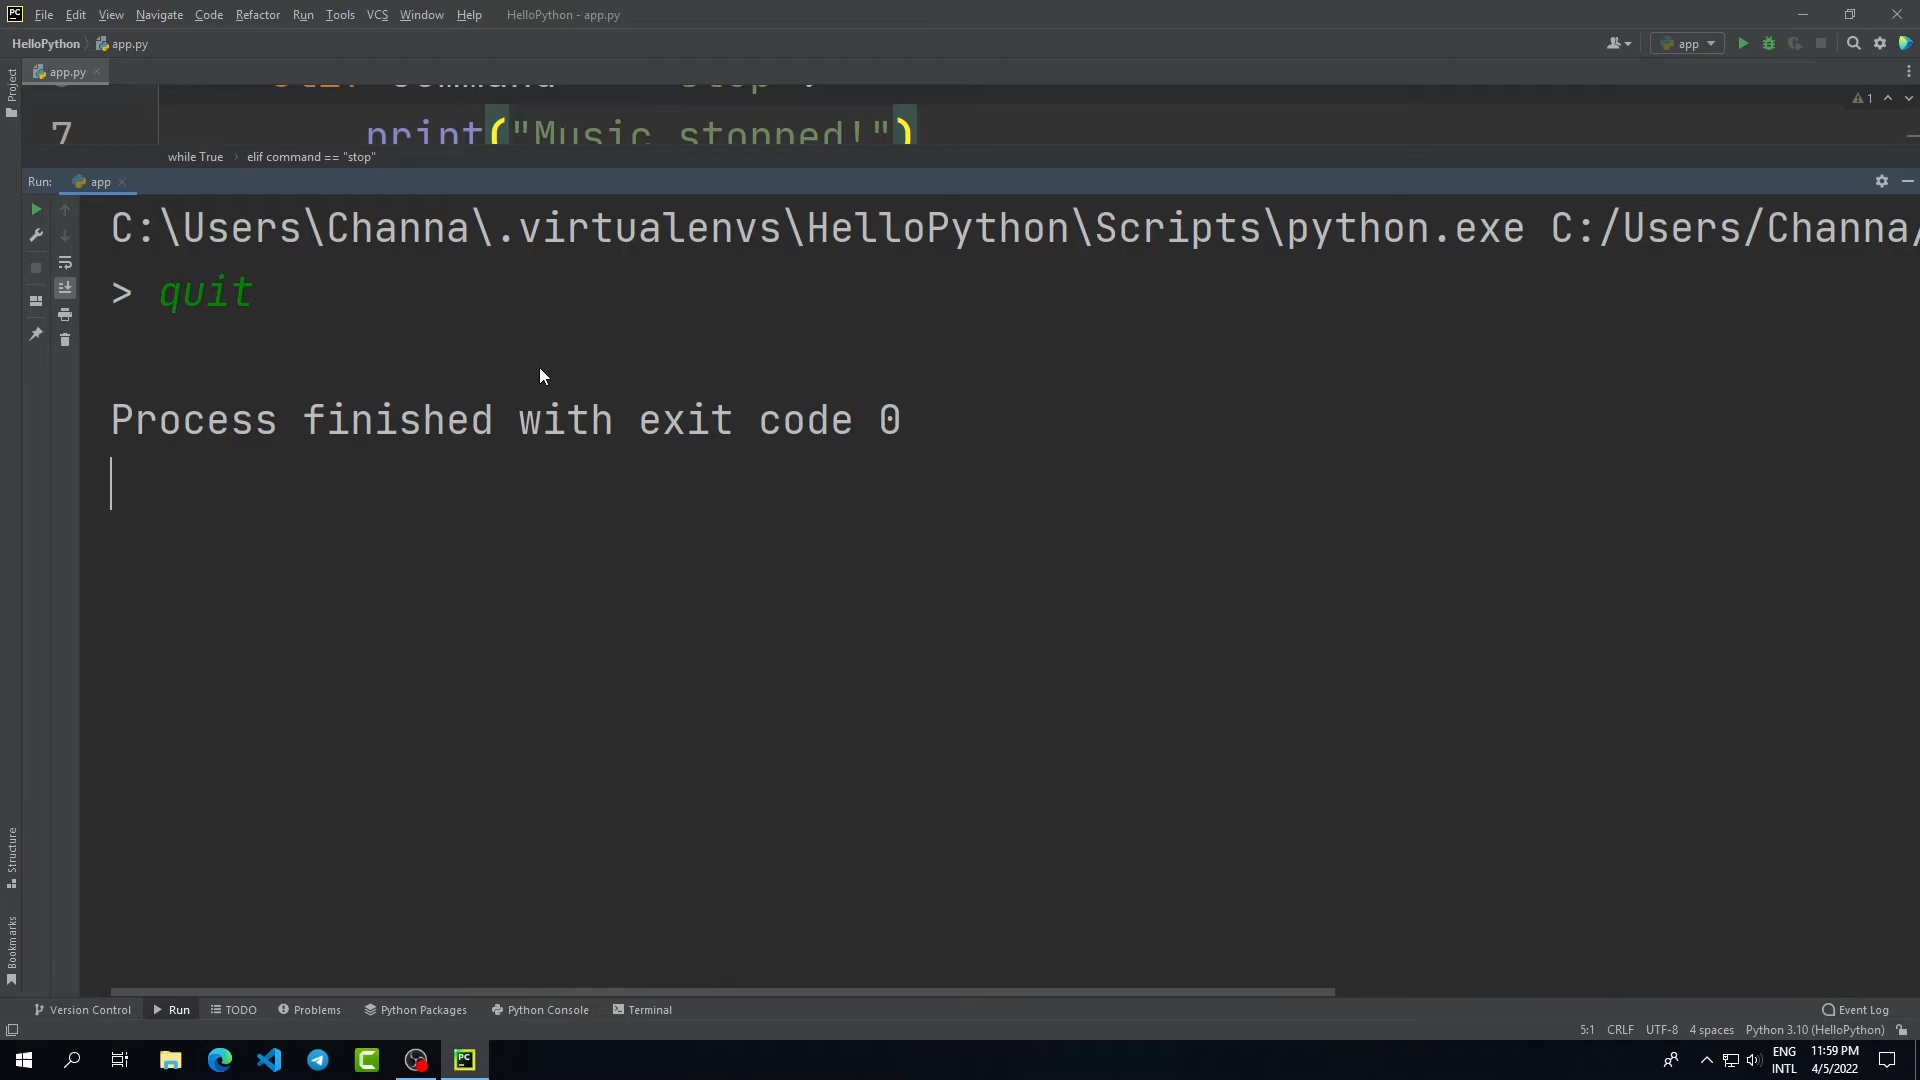 File Edit View Navigate Code Refactor Run Tools VCS Window Help HelloPython - app.py
HelloPython app.py app
app.py
1
7 print("Music stopped!")
while True elif command == "stop"
Run: app
C:\Users\Channa\.virtualenvs\HelloPython\Scripts\python.exe C:/Users/Channa/
> quit
Process finished with exit code 0
Project
Structure
Bookmarks
Version Control Run TODO Problems Python Packages Python Console Terminal Event Log
5:1 CRLF UTF-8 4 spaces Python 3.10 (HelloPython)
ENG 11:59 PM
INTL 4/5/2022